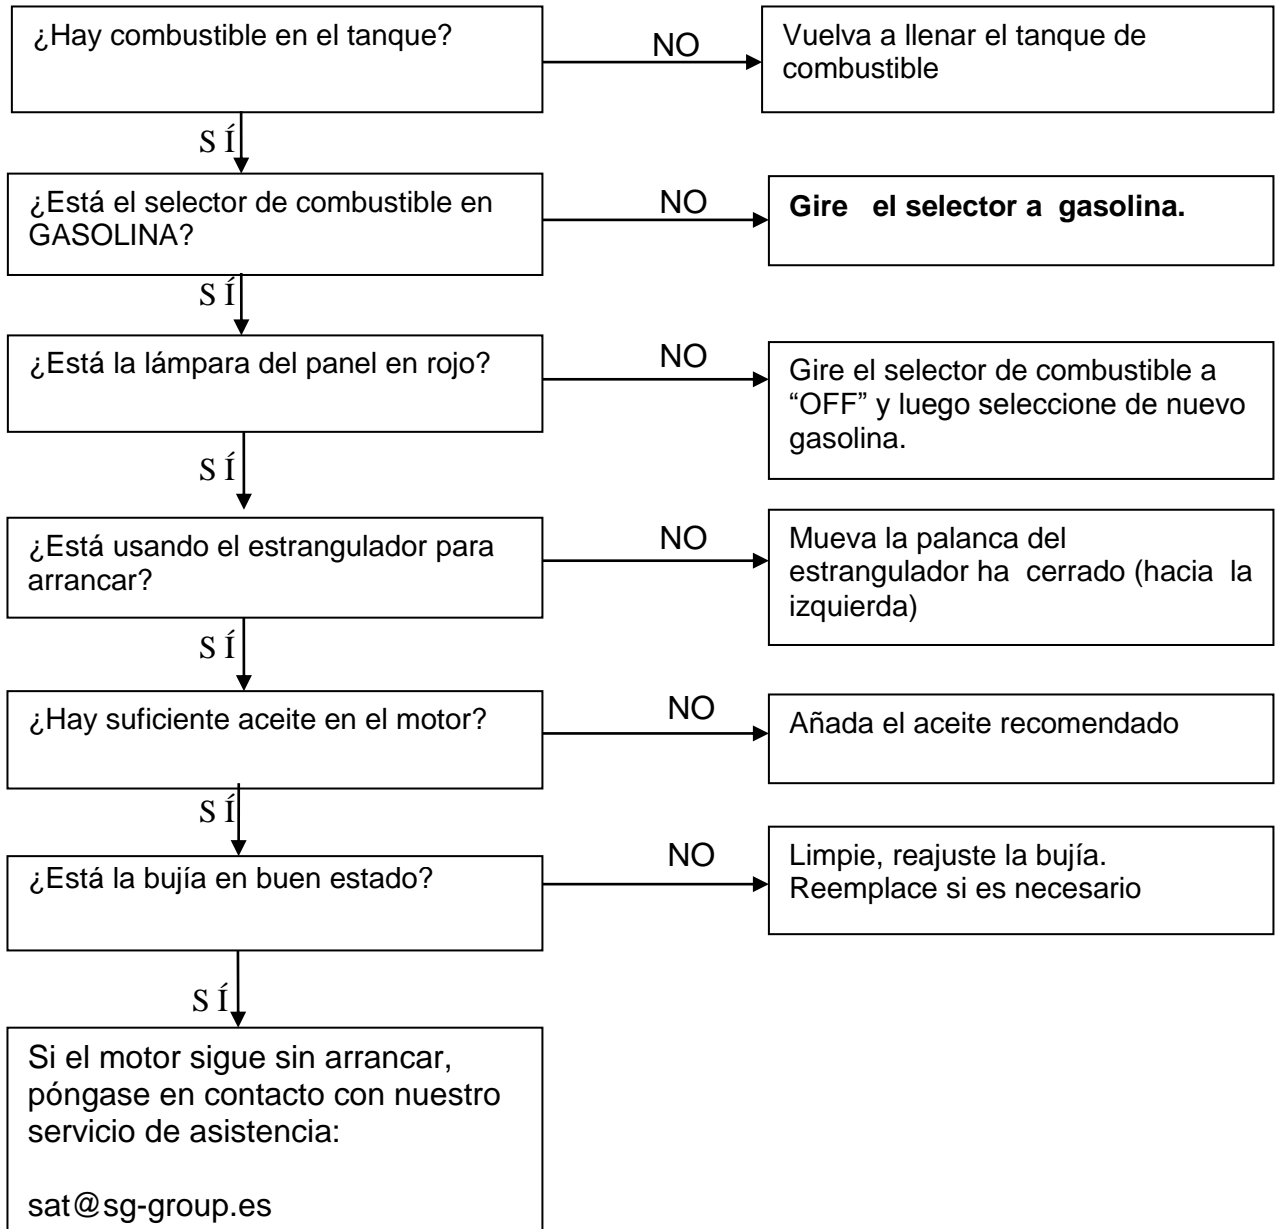 ¿Hay combustible en el tanque?
NO
Vuelva a llenar el tanque de
combustible
S Í
¿Está el selector de combustible en
GASOLINA?
NO
Gire el selector a gasolina.
S Í
¿Está la lámpara del panel en rojo?
NO
Gire el selector de combustible a
“OFF” y luego seleccione de nuevo
gasolina.
S Í
¿Está usando el estrangulador para
arrancar?
NO
Mueva la palanca del
estrangulador ha cerrado (hacia la
izquierda)
S Í
¿Hay suficiente aceite en el motor?
NO
Añada el aceite recomendado
S Í
¿Está la bujía en buen estado?
NO
Limpie, reajuste la bujía.
Reemplace si es necesario
S Í
Si el motor sigue sin arrancar,
póngase en contacto con nuestro
servicio de asistencia:
sat@sg-group.es